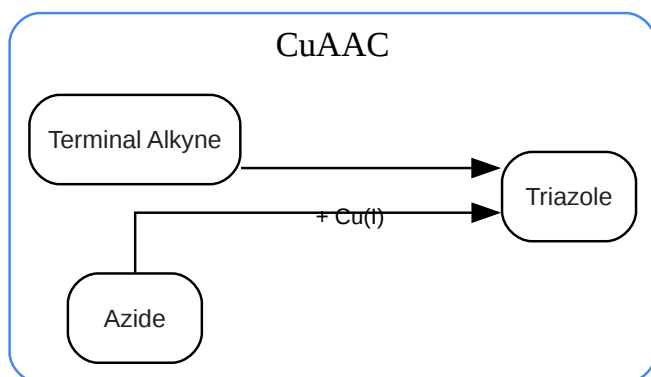 CuAAC
Terminal Alkyne
Triazole
+ Cu(I)
Azide